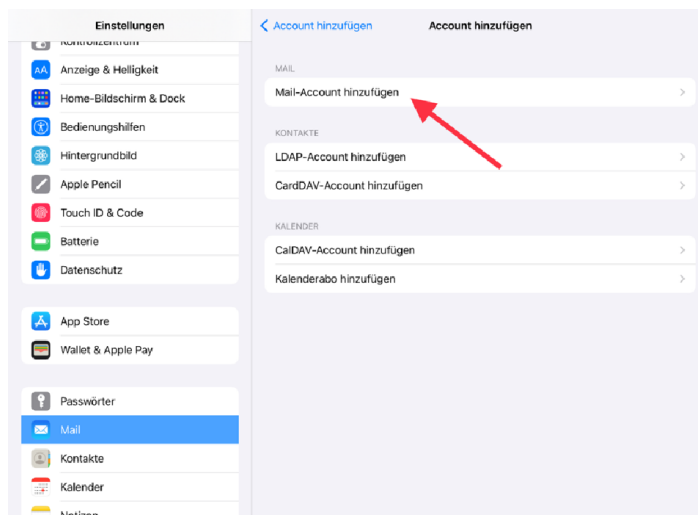 Einstellungen
Kontrollzentrum
Anzeige & Helligkeit
Home-Bildschirm & Dock
Bedienungshilfen
Hintergrundbild
Apple Pencil
Touch ID & Code
Batterie
Datenschutz
App Store
Wallet & Apple Pay
Passwörter
Mail
Kontakte
Kalender
Notizen
Account hinzufügen
Account hinzufügen
MAIL
Mail-Account hinzufügen
KONTAKTE
LDAP-Account hinzufügen
CardDAV-Account hinzufügen
KALENDER
CalDAV-Account hinzufügen
Kalenderabo hinzufügen